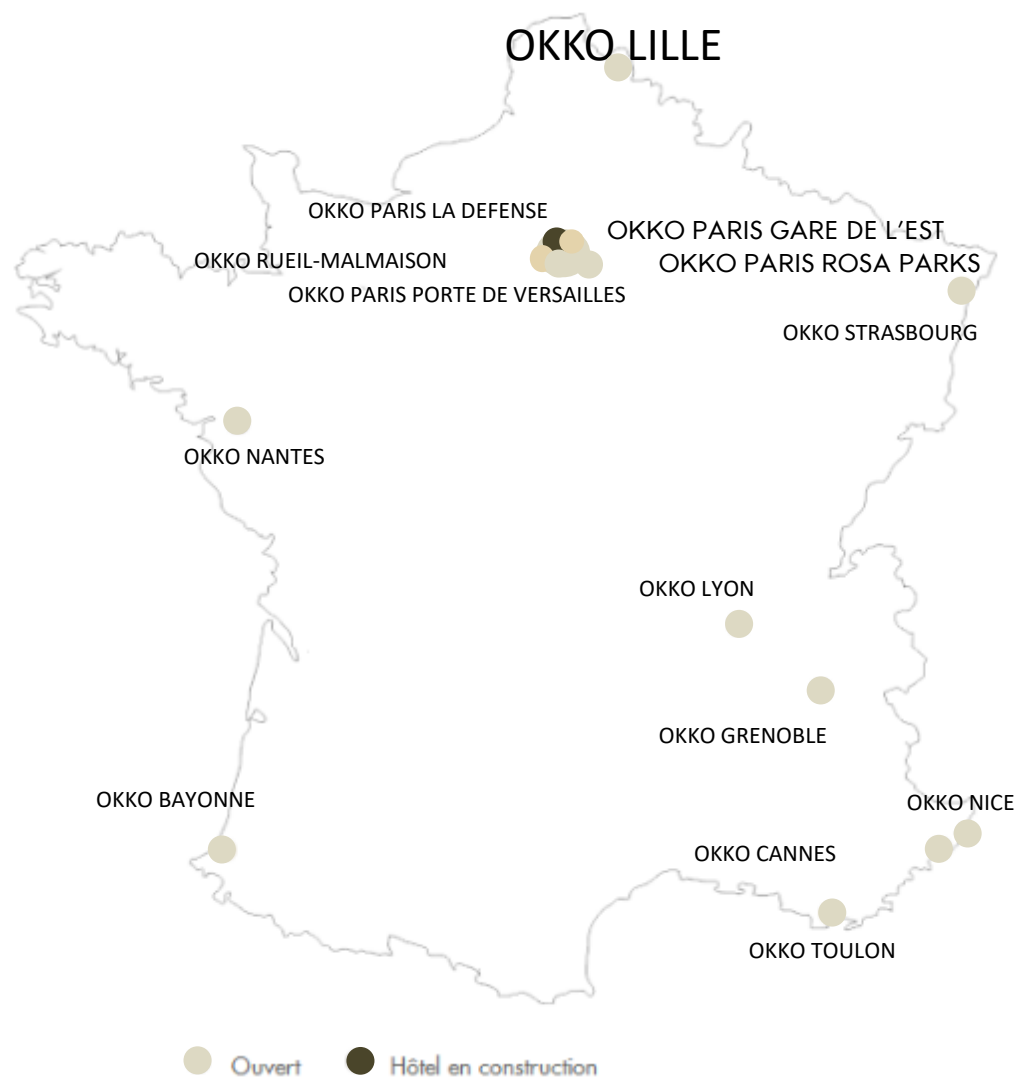 OKKO LILLE
OKKO PARIS LA DEFENSE
OKKO PARIS GARE DE L'EST
OKKO RUEIL-MALMAISON
OKKO PARIS ROSA PARKS
OKKO PARIS PORTE DE VERSAILLES
OKKO STRASBOURG
OKKO NANTES
OKKO LYON
OKKO GRENOBLE
OKKO BAYONNE
OKKO NICE
OKKO CANNES
OKKO TOULON
Ouvert
Hôtel en construction